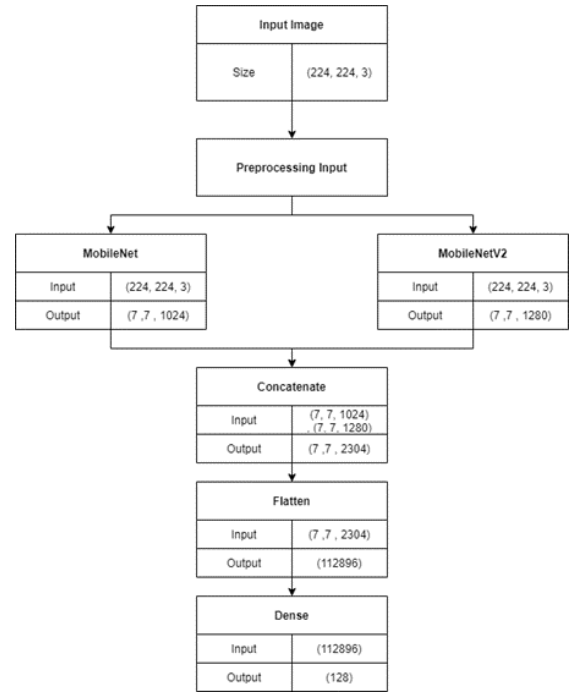 Input Image
Size (224, 224, 3)
Preprocessing Input
MobileNet
Input (224, 224, 3)
Output (7 ,7 , 1024)
MobileNetV2
Input (224, 224, 3)
Output (7 ,7 , 1280)
Concatenate
Input (7, 7, 1024)
, (7, 7, 1280)
Output (7 ,7 , 2304)
Flatten
Input (7 ,7 , 2304)
Output (112896)
Dense
Input (112896)
Output (128)